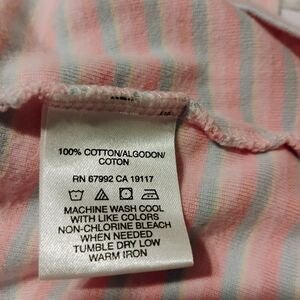 100% COTTON/ALGODON/
COTON
RN 67992 CA 19117
MACHINE WASH COOL
WITH LIKE COLORS
NON-CHLORINE BLEACH
WHEN NEEDED
TUMBLE DRY LOW
WARM IRON